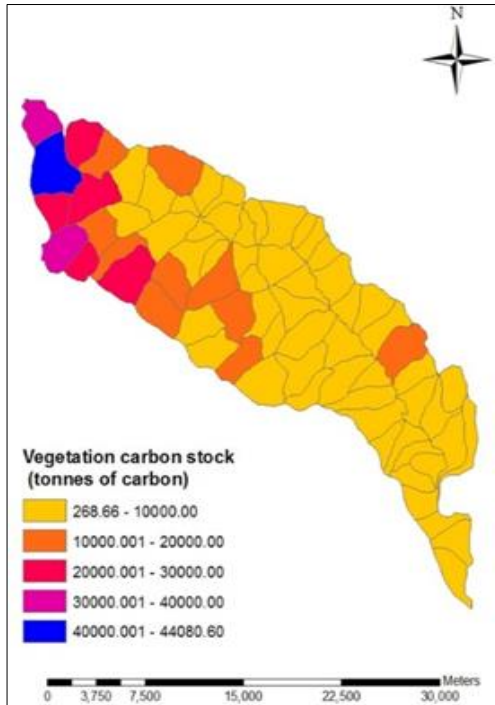 N
Vegetation carbon stock
(tonnes of carbon)
268.66 - 10000.00
10000.001 - 20000.00
20000.001 - 30000.00
30000.001 - 40000.00
40000.001 - 44080.60
Meters
0 3,750 7,500 15,000 22,500 30,000